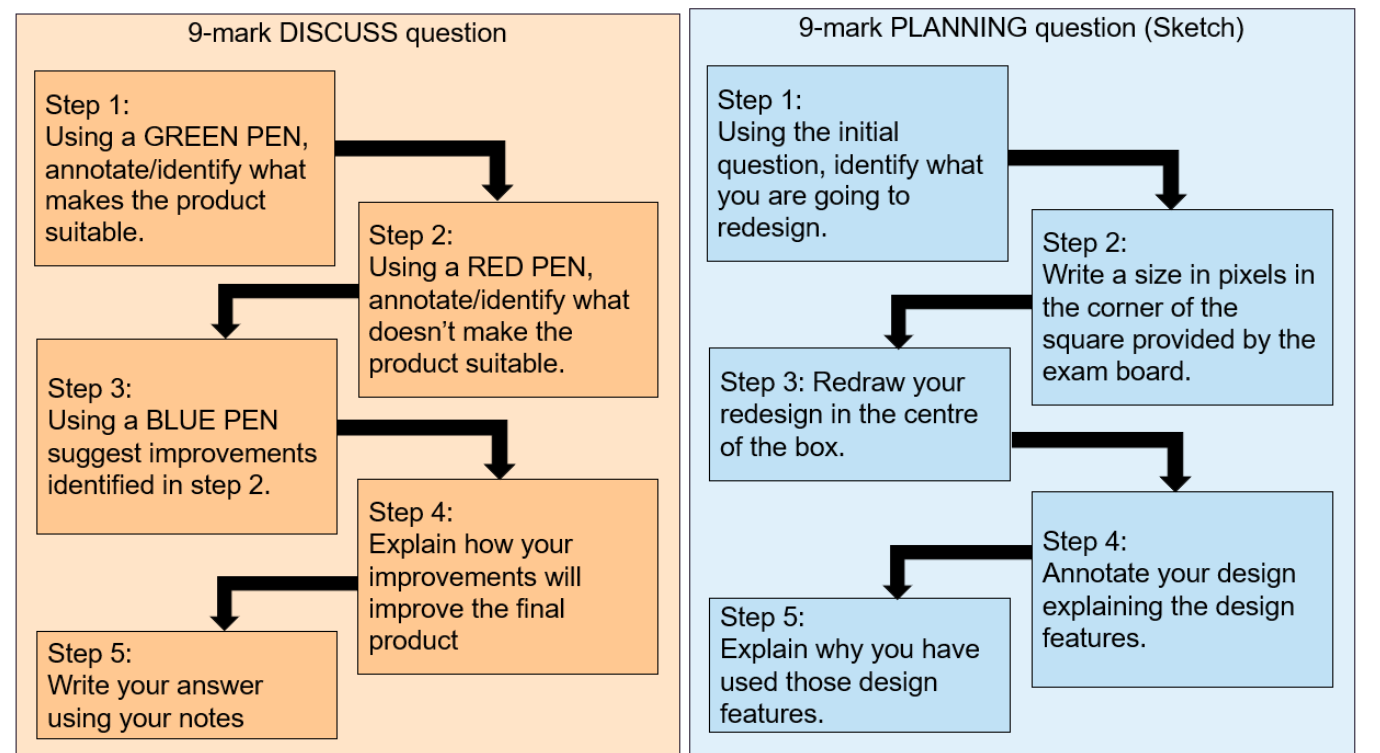 9-mark DISCUSS question
Step 1:
Using a GREEN PEN,
annotate/identify what
makes the product
suitable.
Step 2:
Using a RED PEN,
annotate/identify what
doesn’t make the
product suitable.
Step 3:
Using a BLUE PEN
suggest improvements
identified in step 2.
Step 4:
Explain how your
improvements will
improve the final
product
Step 5:
Write your answer
using your notes
9-mark PLANNING question (Sketch)
Step 1:
Using the initial
question, identify what
you are going to
redesign.
Step 2:
Write a size in pixels in
the corner of the
square provided by the
exam board.
Step 3: Redraw your
redesign in the centre
of the box.
Step 4:
Annotate your design
explaining the design
features.
Step 5:
Explain why you have
used those design
features.